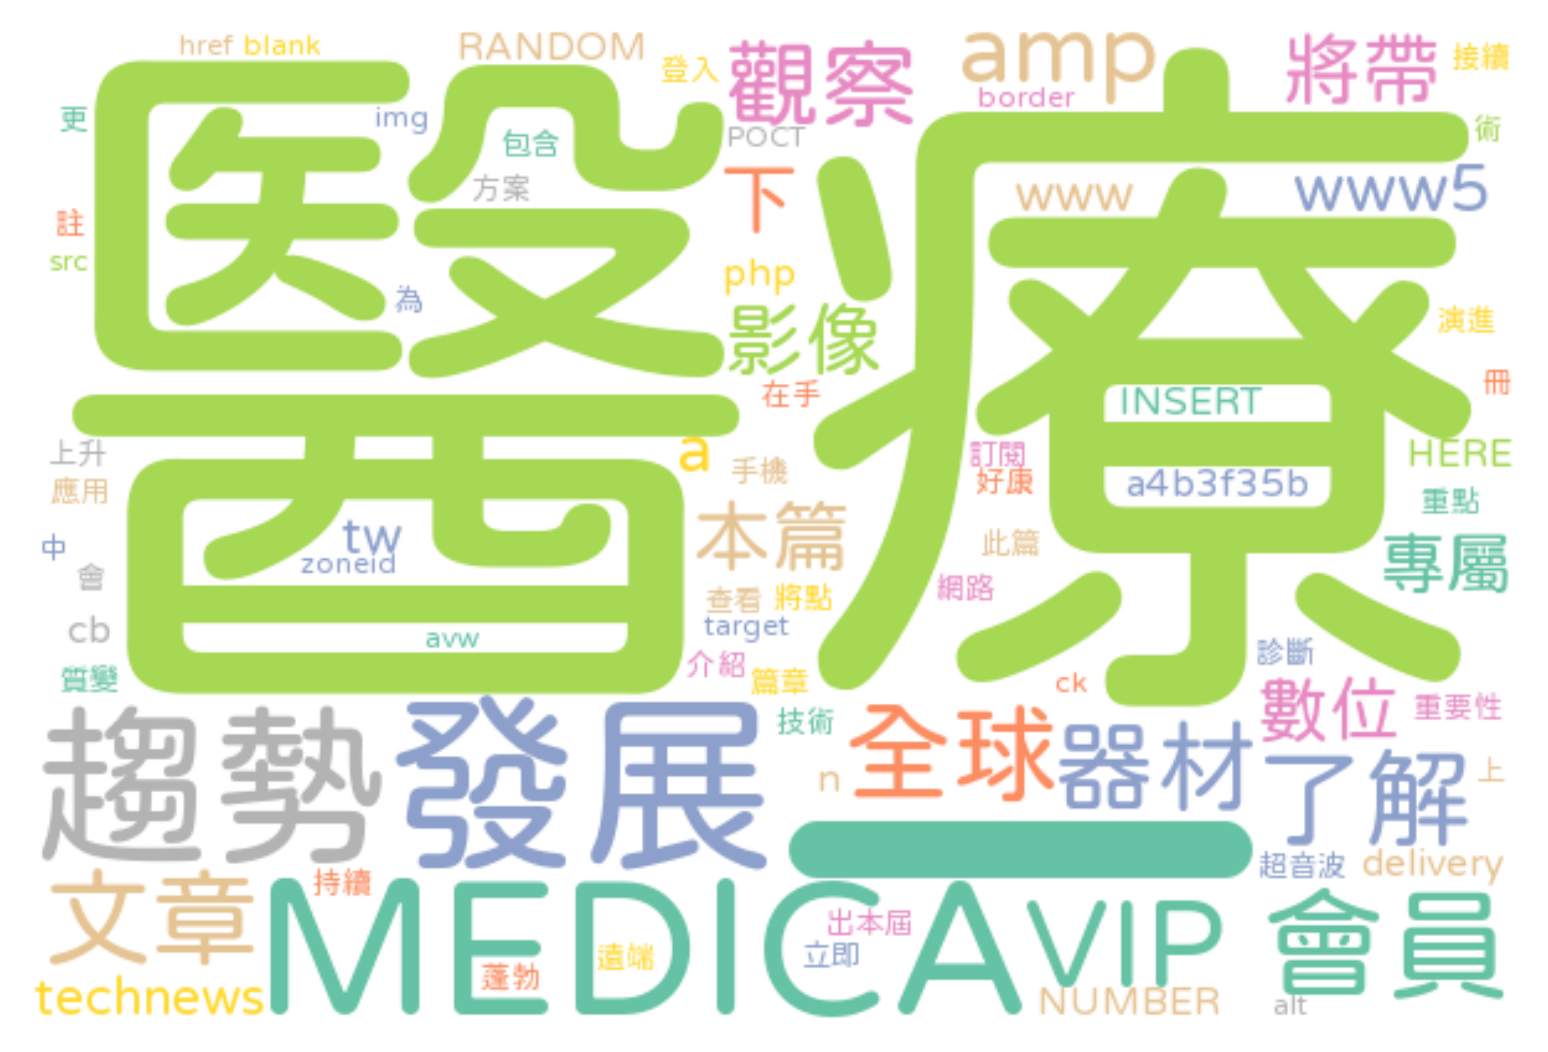 href blank
RANDOM
登入
觀察
amp
border
將帶
接續
更
img
包含
POCT
術
醫療
方案
下
www
www5
註
src
php
為
影像
演進
在手
INSERT
冊
上升
a
手機
訂閱
好康
HERE
應用
a4b3f35b
重點
中
tw
zoneid
本篇
此篇
專屬
會
查看
將點
網路
cb
avw
target
診斷
質變
介紹
篇章
ck
數位
重要性
趨勢
發展
技術
n
全球
器材
了解
上
一
超音波
delivery
文章
持續
MEDICA
VIP
會員
出本屆
立即
遠端
蓬勃
technews
NUMBER
alt